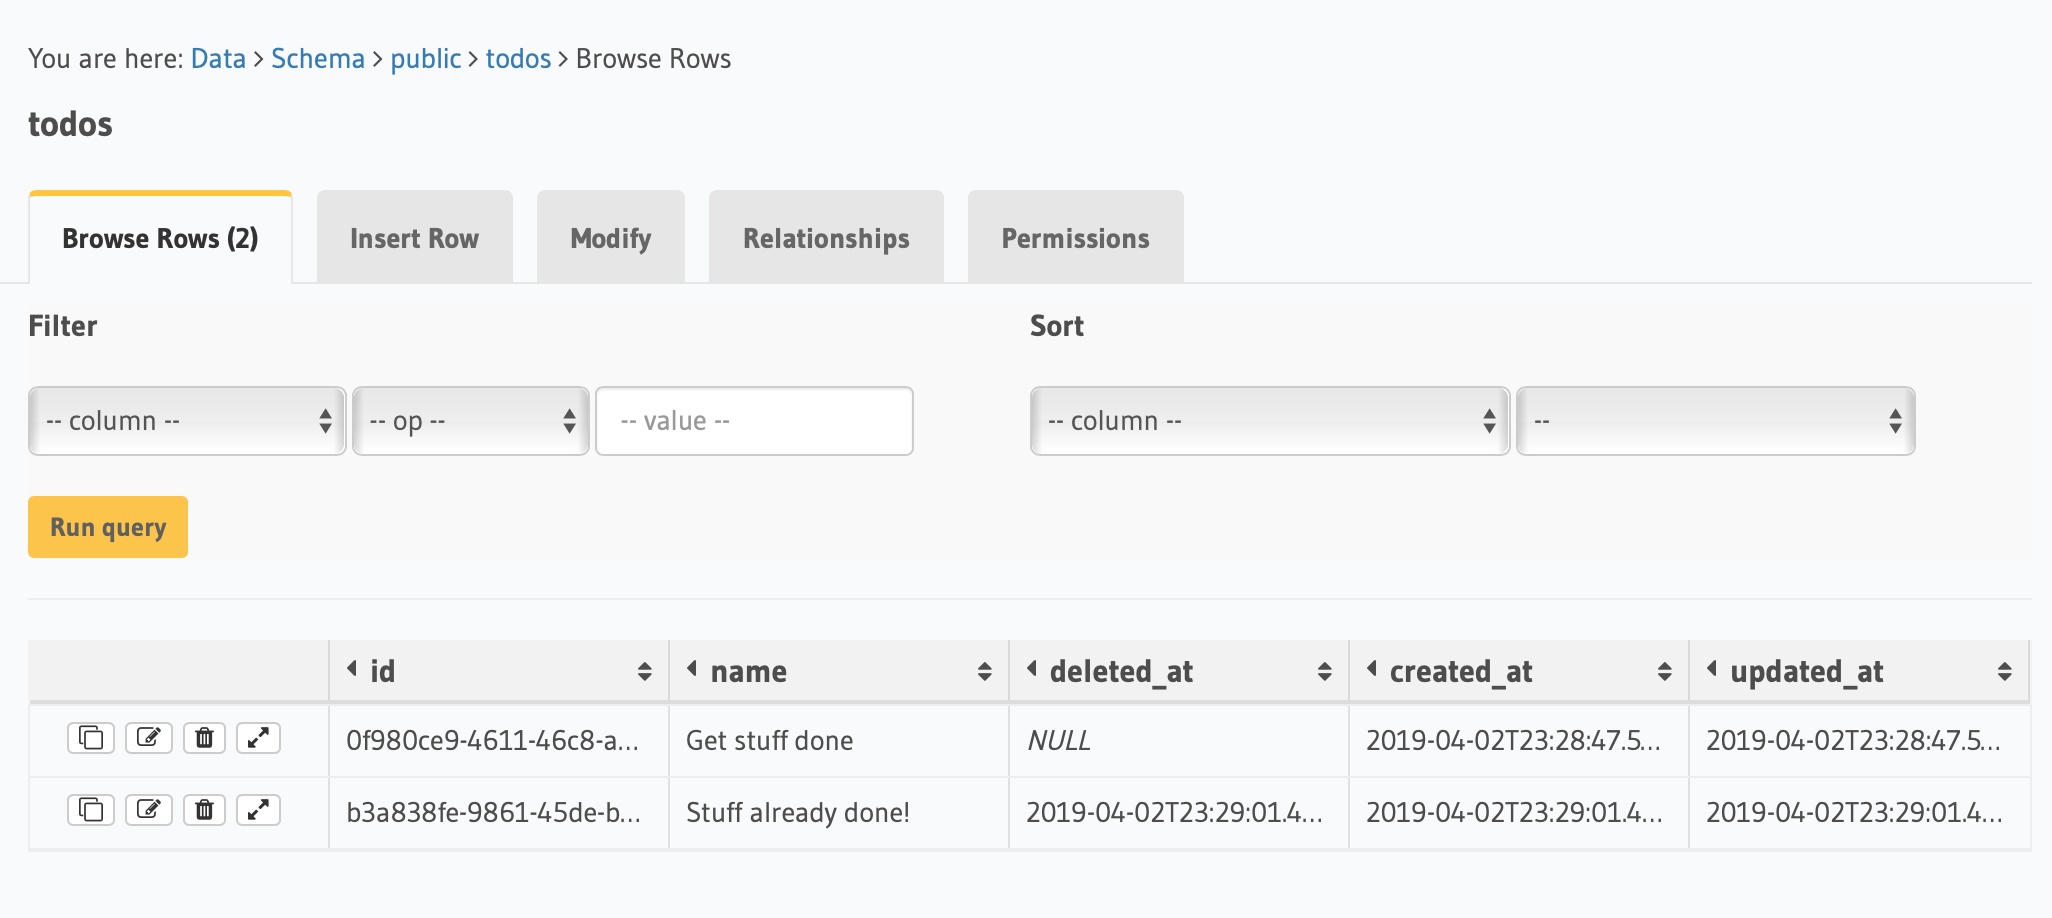 You are here: Data > Schema > public > todos > Browse Rows
todos
Browse Rows (2) Insert Row Modify Relationships Permissions
Filter Sort
-- column -- -- op -- -- value -- -- column -- --
Run query
id name deleted_at created_at updated_at
0f980ce9-4611-46c8-a... Get stuff done NULL 2019-04-02T23:28:47.5... 2019-04-02T23:28:47.5...
b3a838fe-9861-45de-b... Stuff already done! 2019-04-02T23:29:01.4... 2019-04-02T23:29:01.4... 2019-04-02T23:29:01.4...